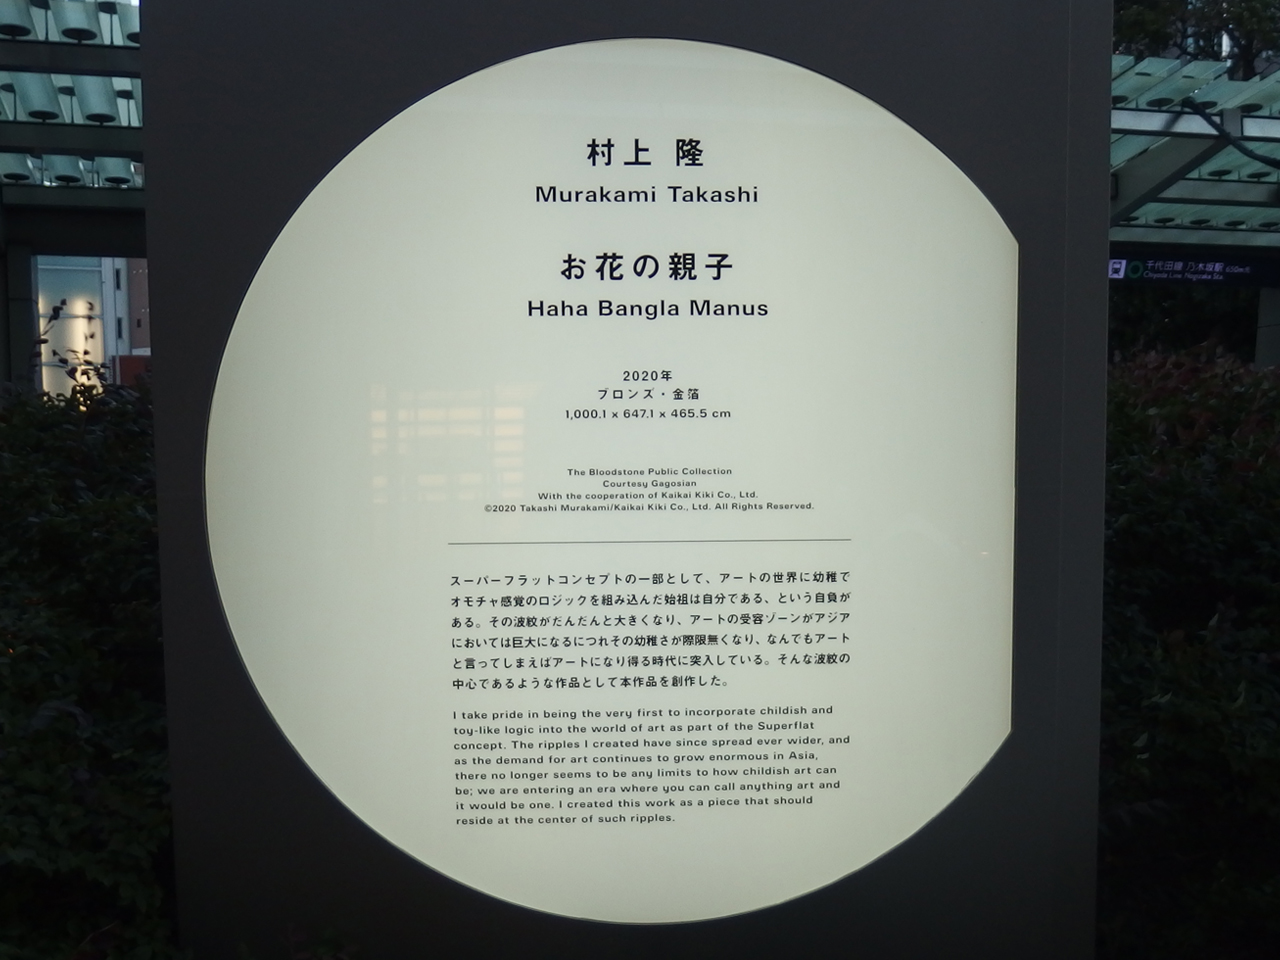 村上 隆
Murakami Takashi
お花の親子
Haha Bangla Manus
2020年
ブロンズ・金箔
1,000.1 x 647.1 x 465.5 cm
The Bloodstone Public Collection
Courtesy Gagosian
With the cooperation of Kaikai Kiki Co., Ltd.
©2020 Takashi Murakami/Kaikai Kiki Co., Ltd. All Rights Reserved.
スーパーフラットコンセプトの一部として、アートの世界に幼稚で
オモチャ感覚のロジックを組み込んだ始祖は自分である、という自負が
ある。その波紋がだんだんと大きくなり、アートの受容ゾーンがアジア
においては巨大になるにつれその幼稚さが際限無くなり、なんでもアート
と言ってしまえばアートになり得る時代に突入している。そんな波紋の
中心であるような作品として本作品を創作した。
I take pride in being the very first to incorporate childish and
toy-like logic into the world of art as part of the Superflat
concept. The ripples I created have since spread ever wider, and
as the demand for art continues to grow enormous in Asia,
there no longer seems to be any limits to how childish art can
be; we are entering an era where you can call anything art and
it would be one. I created this work as a piece that should
reside at the center of such ripples.
千代田線 乃木坂駅 650m
Chiyoda Line Nogizaka Sta.